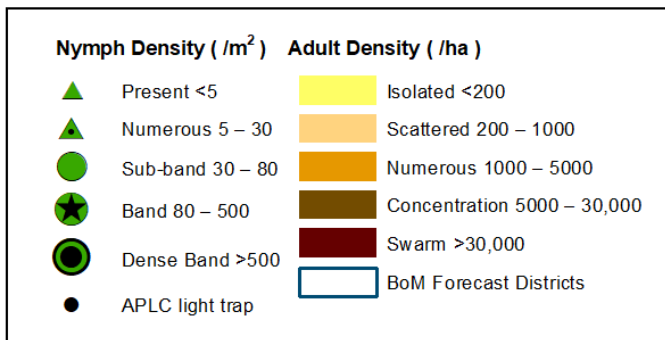 Nymph Density ( /m²) Adult Density ( /ha )
Present <5 Isolated <200
Numerous 5 – 30 Scattered 200 – 1000
Sub-band 30 – 80 Numerous 1000 – 5000
Band 80 – 500 Concentration 5000 – 30,000
Dense Band >500 Swarm >30,000
APLC light trap BoM Forecast Districts